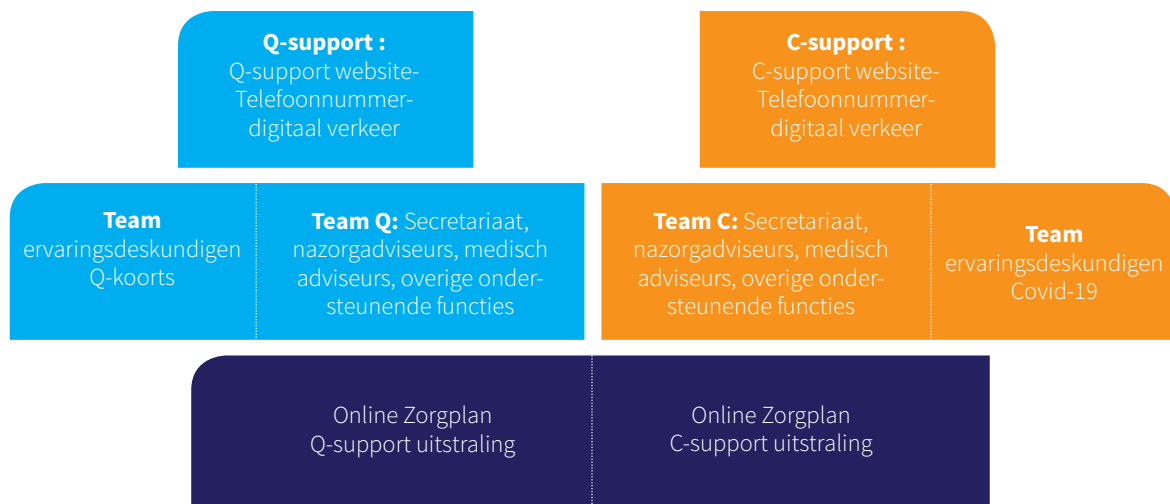 Q-support :
Q-support website-
Telefoonnummer-
digitaal verkeer
C-support :
C-support website-
Telefoonnummer-
digitaal verkeer
Team
ervaringsdeskundigen
Q-koorts
Team Q: Secretariaat,
nazorgadviseurs, medisch
adviseurs, overige onder-
steunende functies
Team C: Secretariaat,
nazorgadviseurs, medisch
adviseurs, overige onder-
steunende functies
Team
ervaringsdeskundigen
Covid-19
Online Zorgplan
Q-support uitstraling
Online Zorgplan
C-support uitstraling